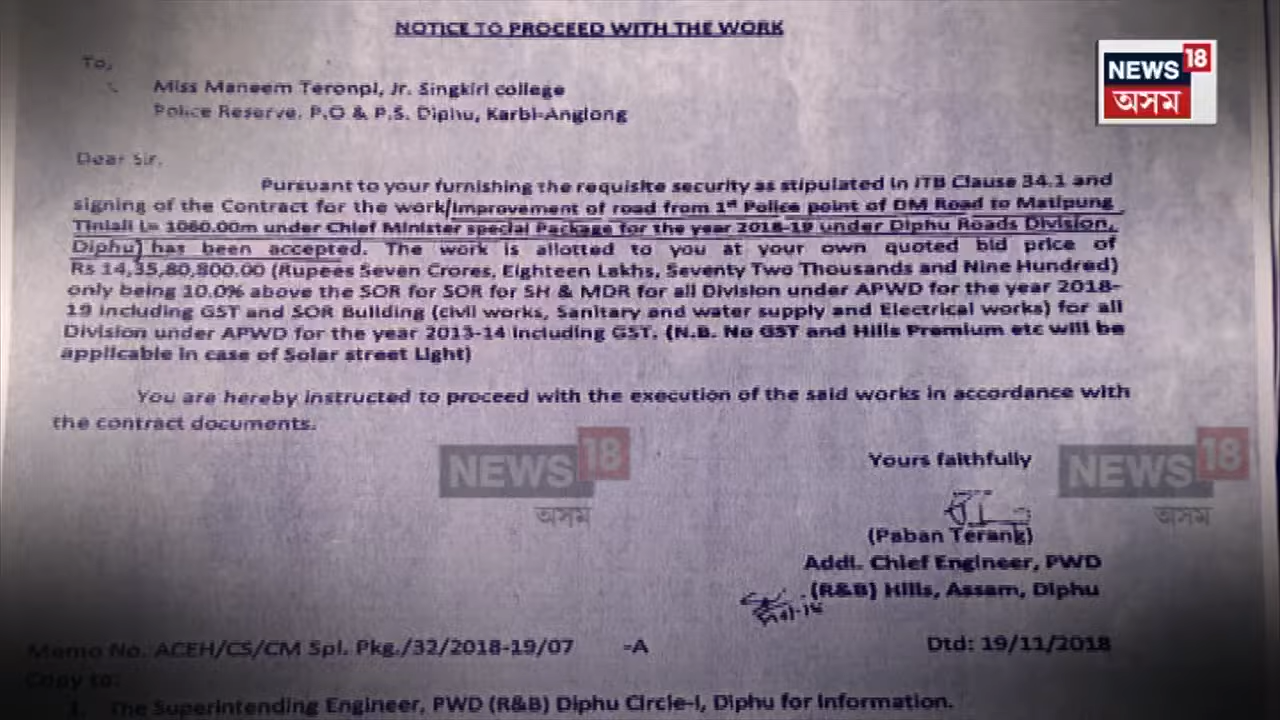 NOTICE TO PROCEED WITH THE WORK
NEWS 18
অসম
To,
Miss Maneem Teronpi, Jr. Singkiri college
Police Reserve, P.O & P.S. Diphu, Karbi-Anglong
Dear Sir,
Pursuant to your furnishing the requisite security as stipulated in ITB Clause 34.1 and
signing of the Contract for the work/Improvement of road from 1st Police point of DM Road to Matipung
Tiniali L= 1060.00m under Chief Minister special Package for the year 2018-19 under Diphu Roads Division,
Diphu) has been accepted. The work is allotted to you at your own quoted bid price of
Rs 14,35,80,800.00 (Rupees Seven Crores, Eighteen Lakhs, Seventy Two Thousands and Nine Hundred)
only being 10.0% above the SOR for SOR for SH & MDR for all Division under APWD for the year 2018-
19 including GST and SOR Building (civil works, Sanitary and water supply and Electrical works) for all
Division under APWD for the year 2013-14 including GST. (N.B. No GST and Hills Premium etc will be
applicable in case of Solar street Light)
You are hereby instructed to proceed with the execution of the said works in accordance with
the contract documents.
NEWS 18
অসম
NEWS 18
অসম
Yours faithfully
(Paban Terang)
Addl. Chief Engineer, PWD
(R&B) Hills, Assam, Diphu
Memo No. ACEH/CS/CM Spl. Pkg./32/2018-19/07 -A Dtd: 19/11/2018
Copy to:
1. The Superintending Engineer, PWD (R&B) Diphu Circle-I, Diphu for Information.